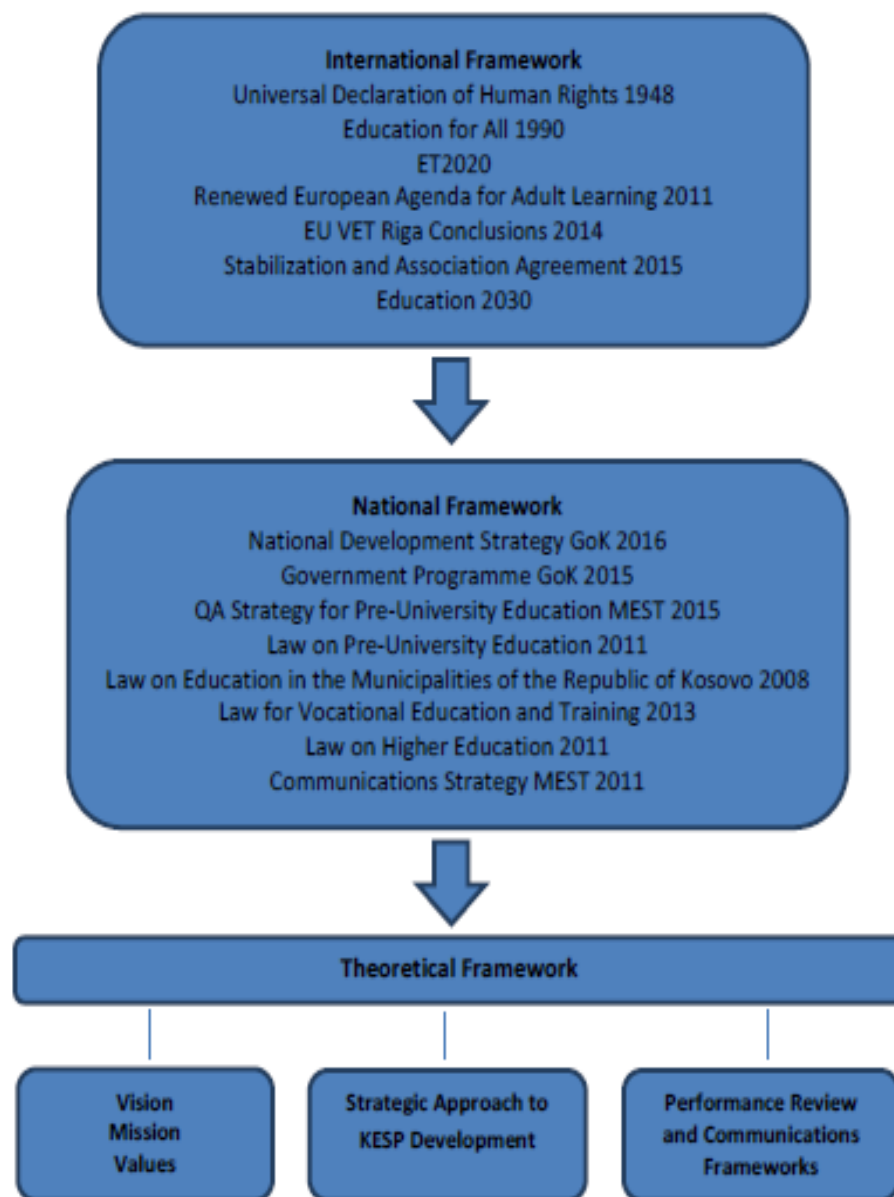 International Framework
Universal Declaration of Human Rights 1948
Education for All 1990
ET2020
Renewed European Agenda for Adult Learning 2011
EU VET Riga Conclusions 2014
Stabilization and Association Agreement 2015
Education 2030
National Framework
National Development Strategy GoK 2016
Government Programme GoK 2015
QA Strategy for Pre-University Education MEST 2015
Law on Pre-University Education 2011
Law on Education in the Municipalities of the Republic of Kosovo 2008
Law for Vocational Education and Training 2013
Law on Higher Education 2011
Communications Strategy MEST 2011
Theoretical Framework
Vision
Mission
Values
Strategic Approach to
KESP Development
Performance Review
and Communications
Frameworks